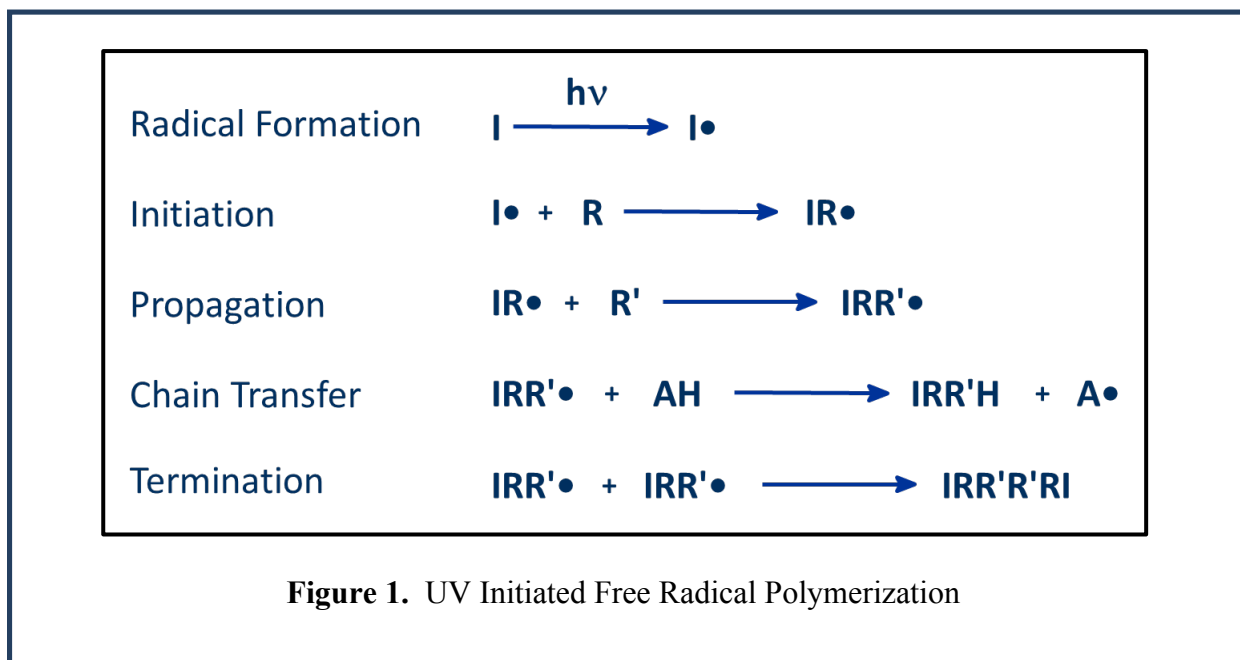 hν
Radical Formation I I●
Initiation I● + R IR●
Propagation IR● + R' IRR'●
Chain Transfer IRR'● + AH IRR'H + A●
Termination IRR'● + IRR'● IRR'R'RI
Figure 1. UV Initiated Free Radical Polymerization